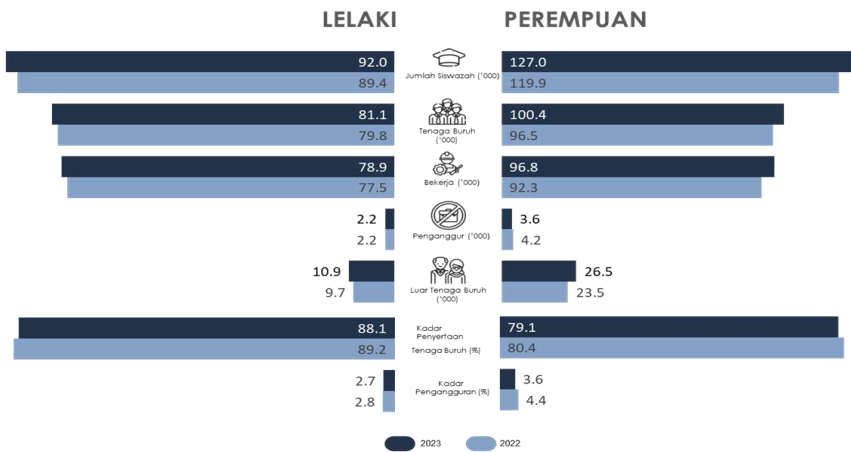 LELAKI PEREMPUAN
92.0 127.0
89.4 Jumlah Siswazah ('000) 119.9
81.1 100.4
79.8 Tenaga Buruh 96.5
('000)
78.9 96.8
77.5 Bekerja ('000) 92.3
2.2 3.6
2.2 Penganggur ('000) 4.2
10.9 26.5
9.7 Luar Tenaga Buruh 23.5
('000)
88.1 Kadar 79.1
Penyertaan
89.2 Tenaga Buruh (%) 80.4
2.7 Kadar 3.6
2.8 Pengangguran (%) 4.4
2023 2022